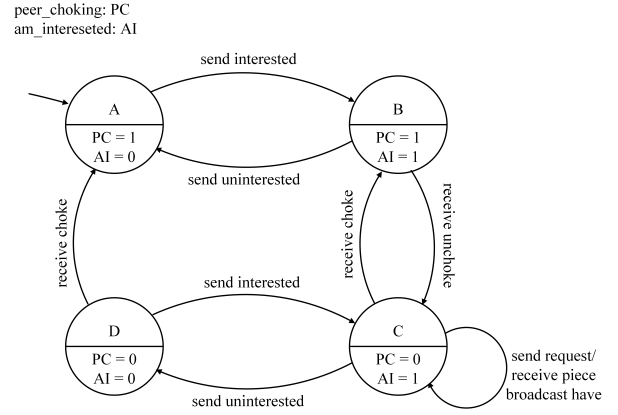 peer_choking: PC
am_intereseted: AI
send interested
A
PC = 1
AI = 0
B
PC = 1
AI = 1
send uninterested
receive choke
receive choke
receive unchoke
send interested
D
PC = 0
AI = 0
C
PC = 0
AI = 1
send uninterested
send request/
receive piece
broadcast have